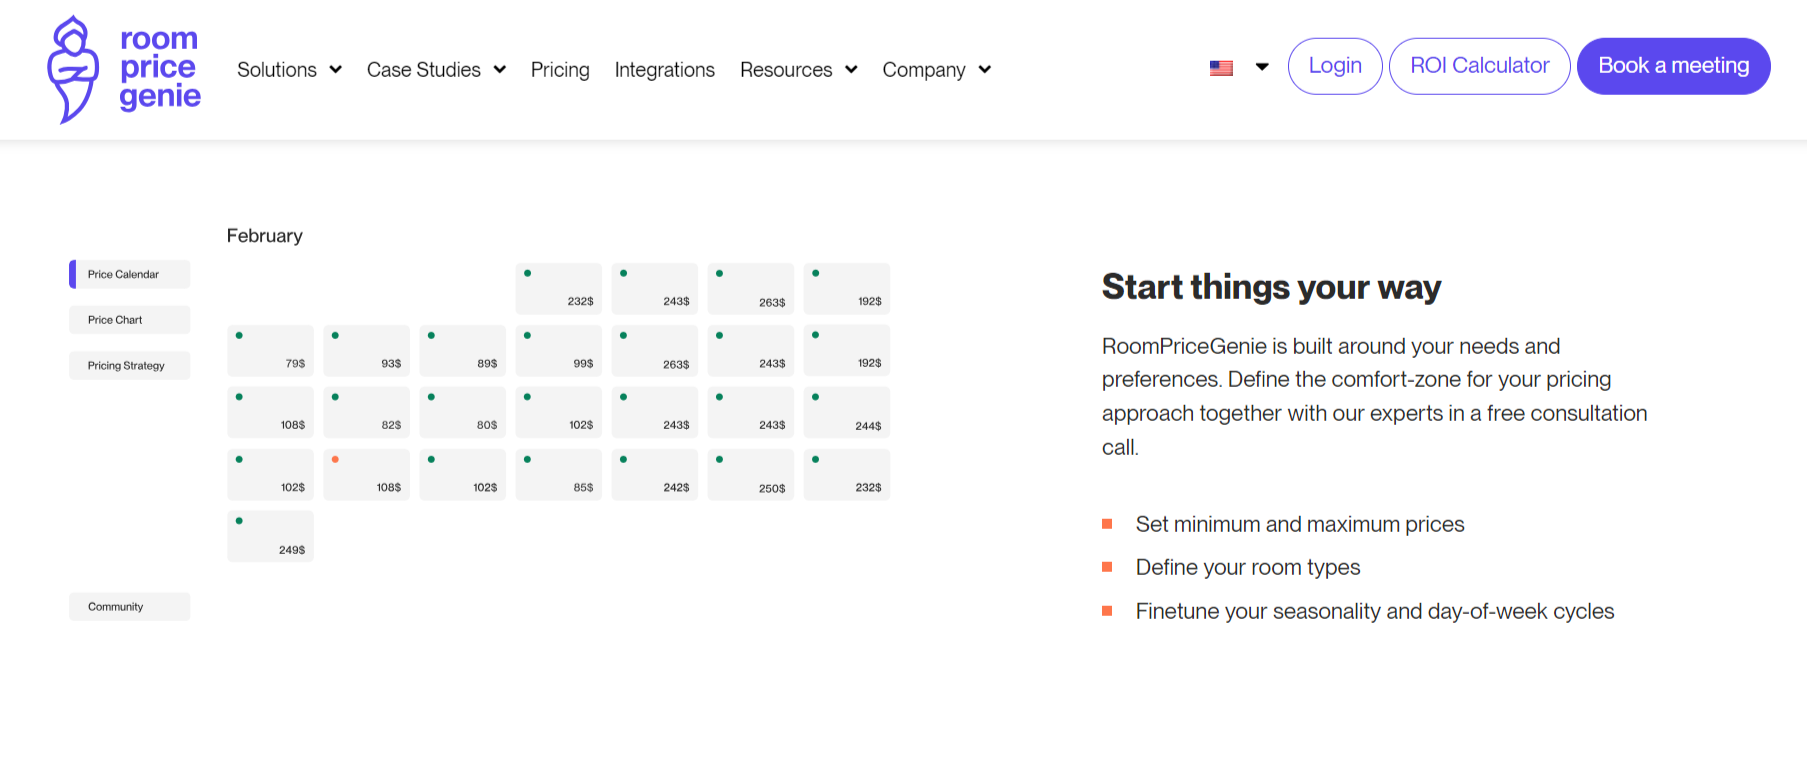 room
price
genie
Solutions
Case Studies
Pricing
Integrations
Resources
Company
Login
ROI Calculator
Book a meeting
February
Price Calendar
Price Chart
Pricing Strategy
Community
232$ 243$ 263$ 192$
79$ 93$ 89$ 99$ 263$ 243$ 192$
108$ 82$ 80$ 102$ 243$ 243$ 244$
102$ 108$ 102$ 85$ 242$ 250$ 232$
249$
Start things your way
RoomPriceGenie is built around your needs and
preferences. Define the comfort-zone for your pricing
approach together with our experts in a free consultation
call.
Set minimum and maximum prices
Define your room types
Finetune your seasonality and day-of-week cycles